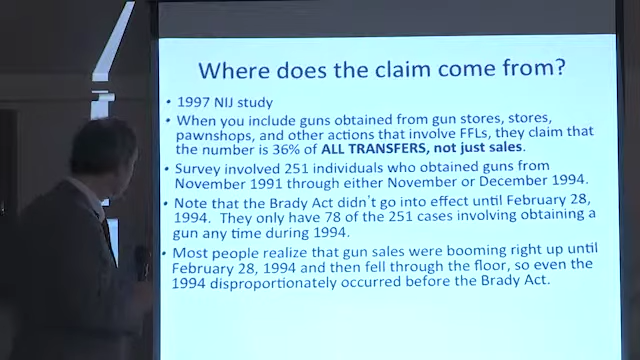 Where does the claim come from?
• 1997 NIJ study
• When you include guns obtained from gun stores, stores,
pawnshops, and other actions that involve FFLs, they claim that
the number is 36% of ALL TRANSFERS, not just sales.
• Survey involved 251 individuals who obtained guns from
November 1991 through either November or December 1994.
• Note that the Brady Act didn't go into effect until February 28,
1994. They only have 78 of the 251 cases involving obtaining a
gun any time during 1994.
• Most people realize that gun sales were booming right up until
February 28, 1994 and then fell through the floor, so even the
1994 disproportionately occurred before the Brady Act.